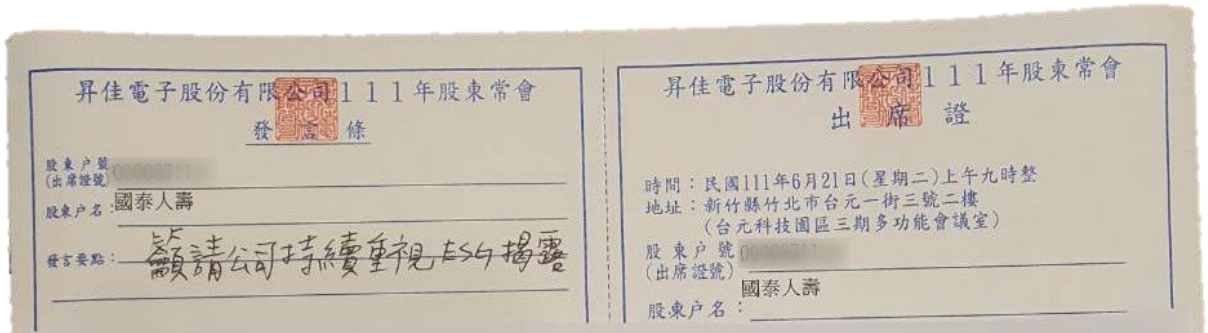 昇佳電子股份有限公司111年股東常會
發言條
股東戶號
(出席證號)
股東戶名：國泰人壽
發言要點：籲請公司持續重視ESG揭露
昇佳電子股份有限公司111年股東常會
出席證
時間：民國111年6月21日(星期二)上午九時整
地址：新竹縣竹北市台元一街三號二樓
(台元科技園區三期多功能會議室)
股東戶號
(出席證號)
國泰人壽
股東戶名：